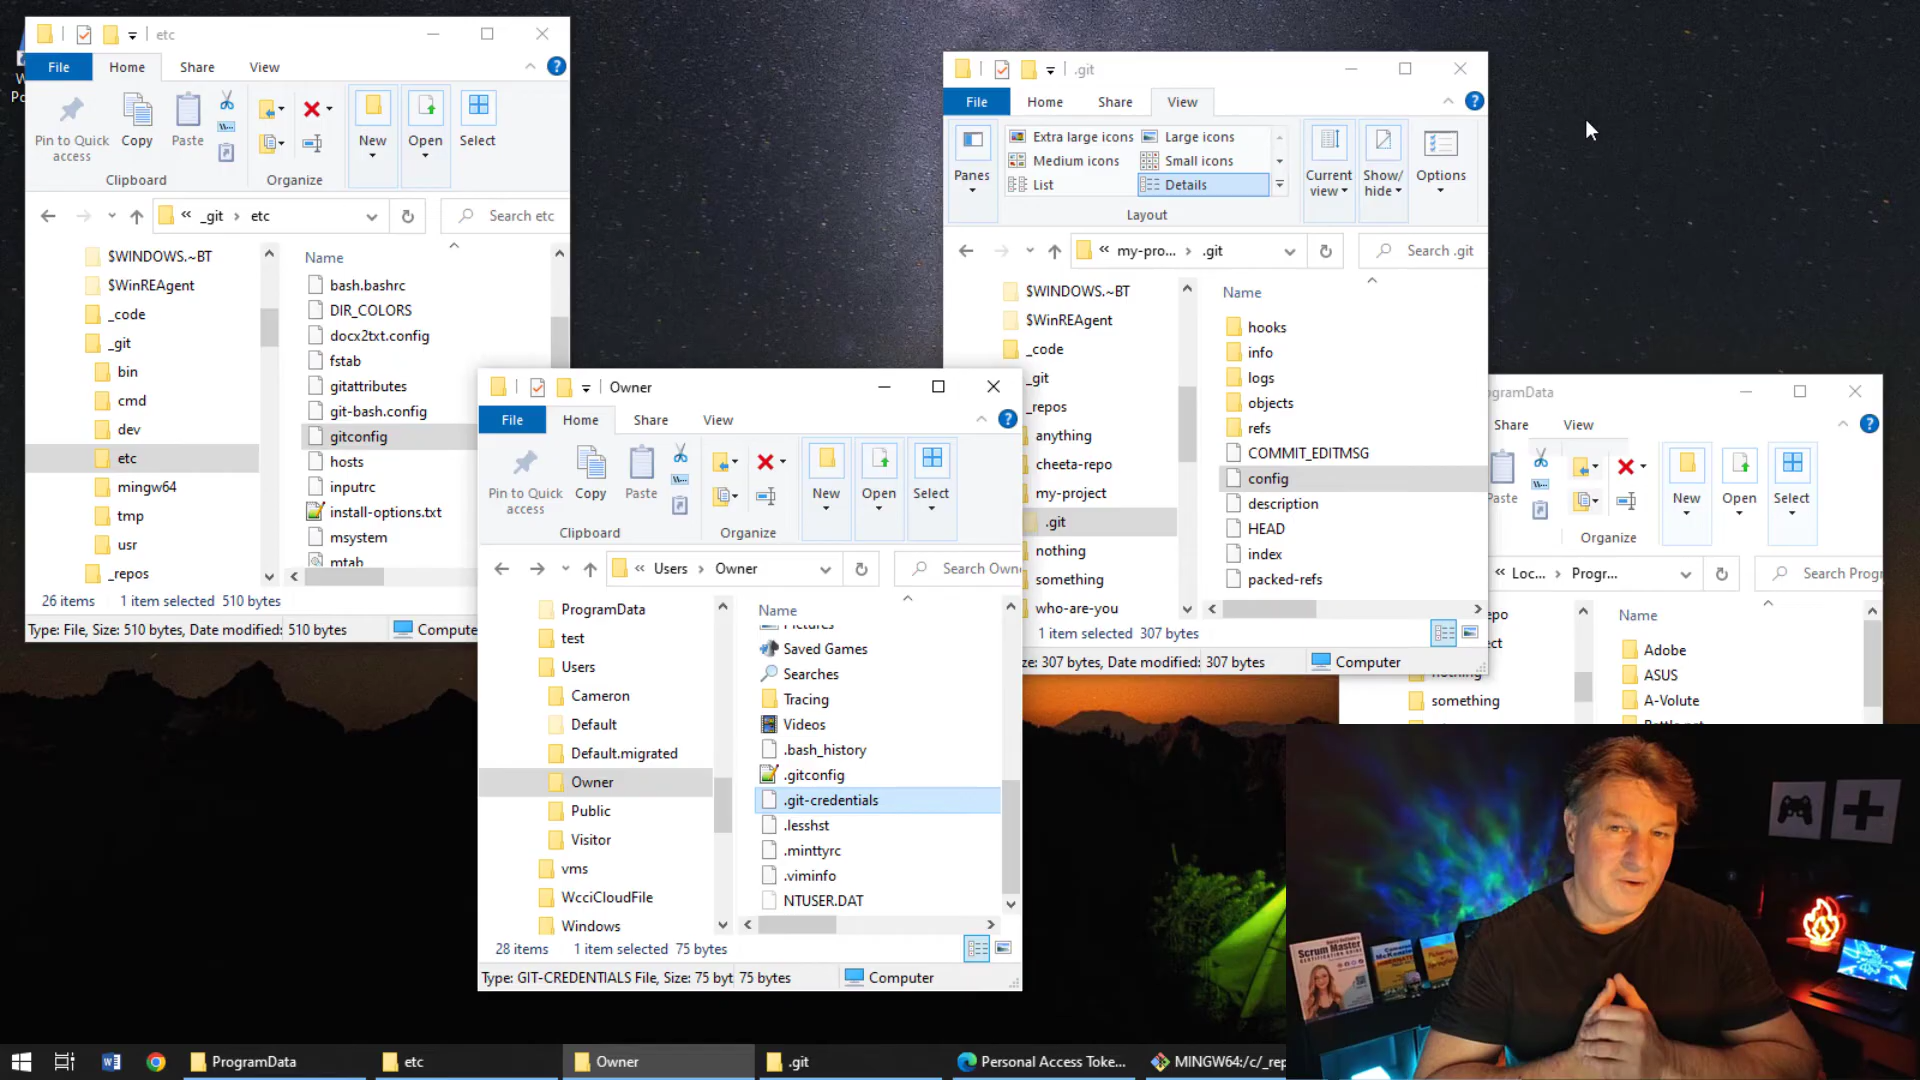 etc
File
Home
Share
View
Pin to Quick
access
Copy
Paste
New
Open
Select
Clipboard
Organize
_git
etc
Search etc
$WINDOWS.~BT
$WinREAgent
_code
_git
bin
cmd
dev
etc
mingw64
tmp
usr
_repos
Name
bash.bashrc
DIR_COLORS
docx2txt.config
fstab
gitattributes
git-bash.config
gitconfig
hosts
inputrc
install-options.txt
msystem
mtab
26 items
1 item selected 510 bytes
Type: File, Size: 510 bytes, Date modified: 510 bytes
Compute
.git
File
Home
Share
View
Panes
Extra large icons
Large icons
Medium icons
Small icons
List
Details
Current
view
Show/
hide
Options
Layout
my-pro...
.git
Search .git
$WINDOWS.~BT
$WinREAgent
_code
_git
_repos
anything
cheeta-repo
my-project
.git
nothing
something
who-are-you
Name
hooks
info
logs
objects
refs
COMMIT_EDITMSG
config
description
HEAD
index
packed-refs
1 item selected 307 bytes
ze: 307 bytes, Date modified: 307 bytes
Computer
Owner
File
Home
Share
View
Pin to Quick
access
Copy
Paste
New
Open
Select
Clipboard
Organize
Users
Owner
Search Own
ProgramData
test
Users
Cameron
Default
Default.migrated
Owner
Public
Visitor
vms
WcciCloudFile
Windows
Name
Pictures
Saved Games
Searches
Tracing
Videos
.bash_history
.gitconfig
.git-credentials
.lesshst
.minttyrc
.viminfo
NTUSER.DAT
28 items
1 item selected 75 bytes
Type: GIT-CREDENTIALS File, Size: 75 byt 75 bytes
Computer
gramData
Share
View
Paste
New
Open
Select
Organize
Loc...
Progr...
Search Progr
epo
ect
nothing
something
Name
Adobe
ASUS
A-Volute
Scrum Master
ProgramData
etc
Owner
.git
Personal Access Toke...
MINGW64:/c/_rep